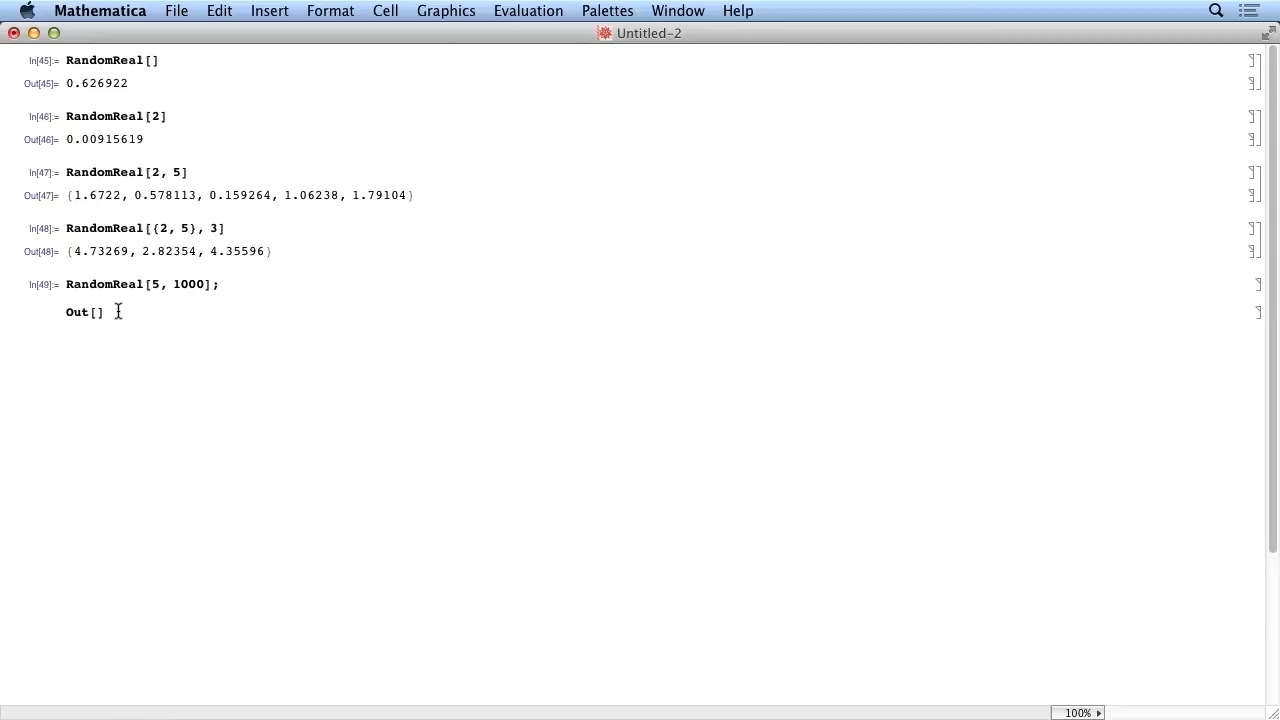 Mathematica File Edit Insert Format Cell Graphics Evaluation Palettes Window Help
Untitled-2
In[45]:= RandomReal[]
Out[45]= 0.626922
In[46]:= RandomReal[2]
Out[46]= 0.00915619
In[47]:= RandomReal[2, 5]
Out[47]= {1.6722, 0.578113, 0.159264, 1.06238, 1.79104}
In[48]:= RandomReal[{2, 5}, 3]
Out[48]= {4.73269, 2.82354, 4.35596}
In[49]:= RandomReal[5, 1000];
Out[]
100%